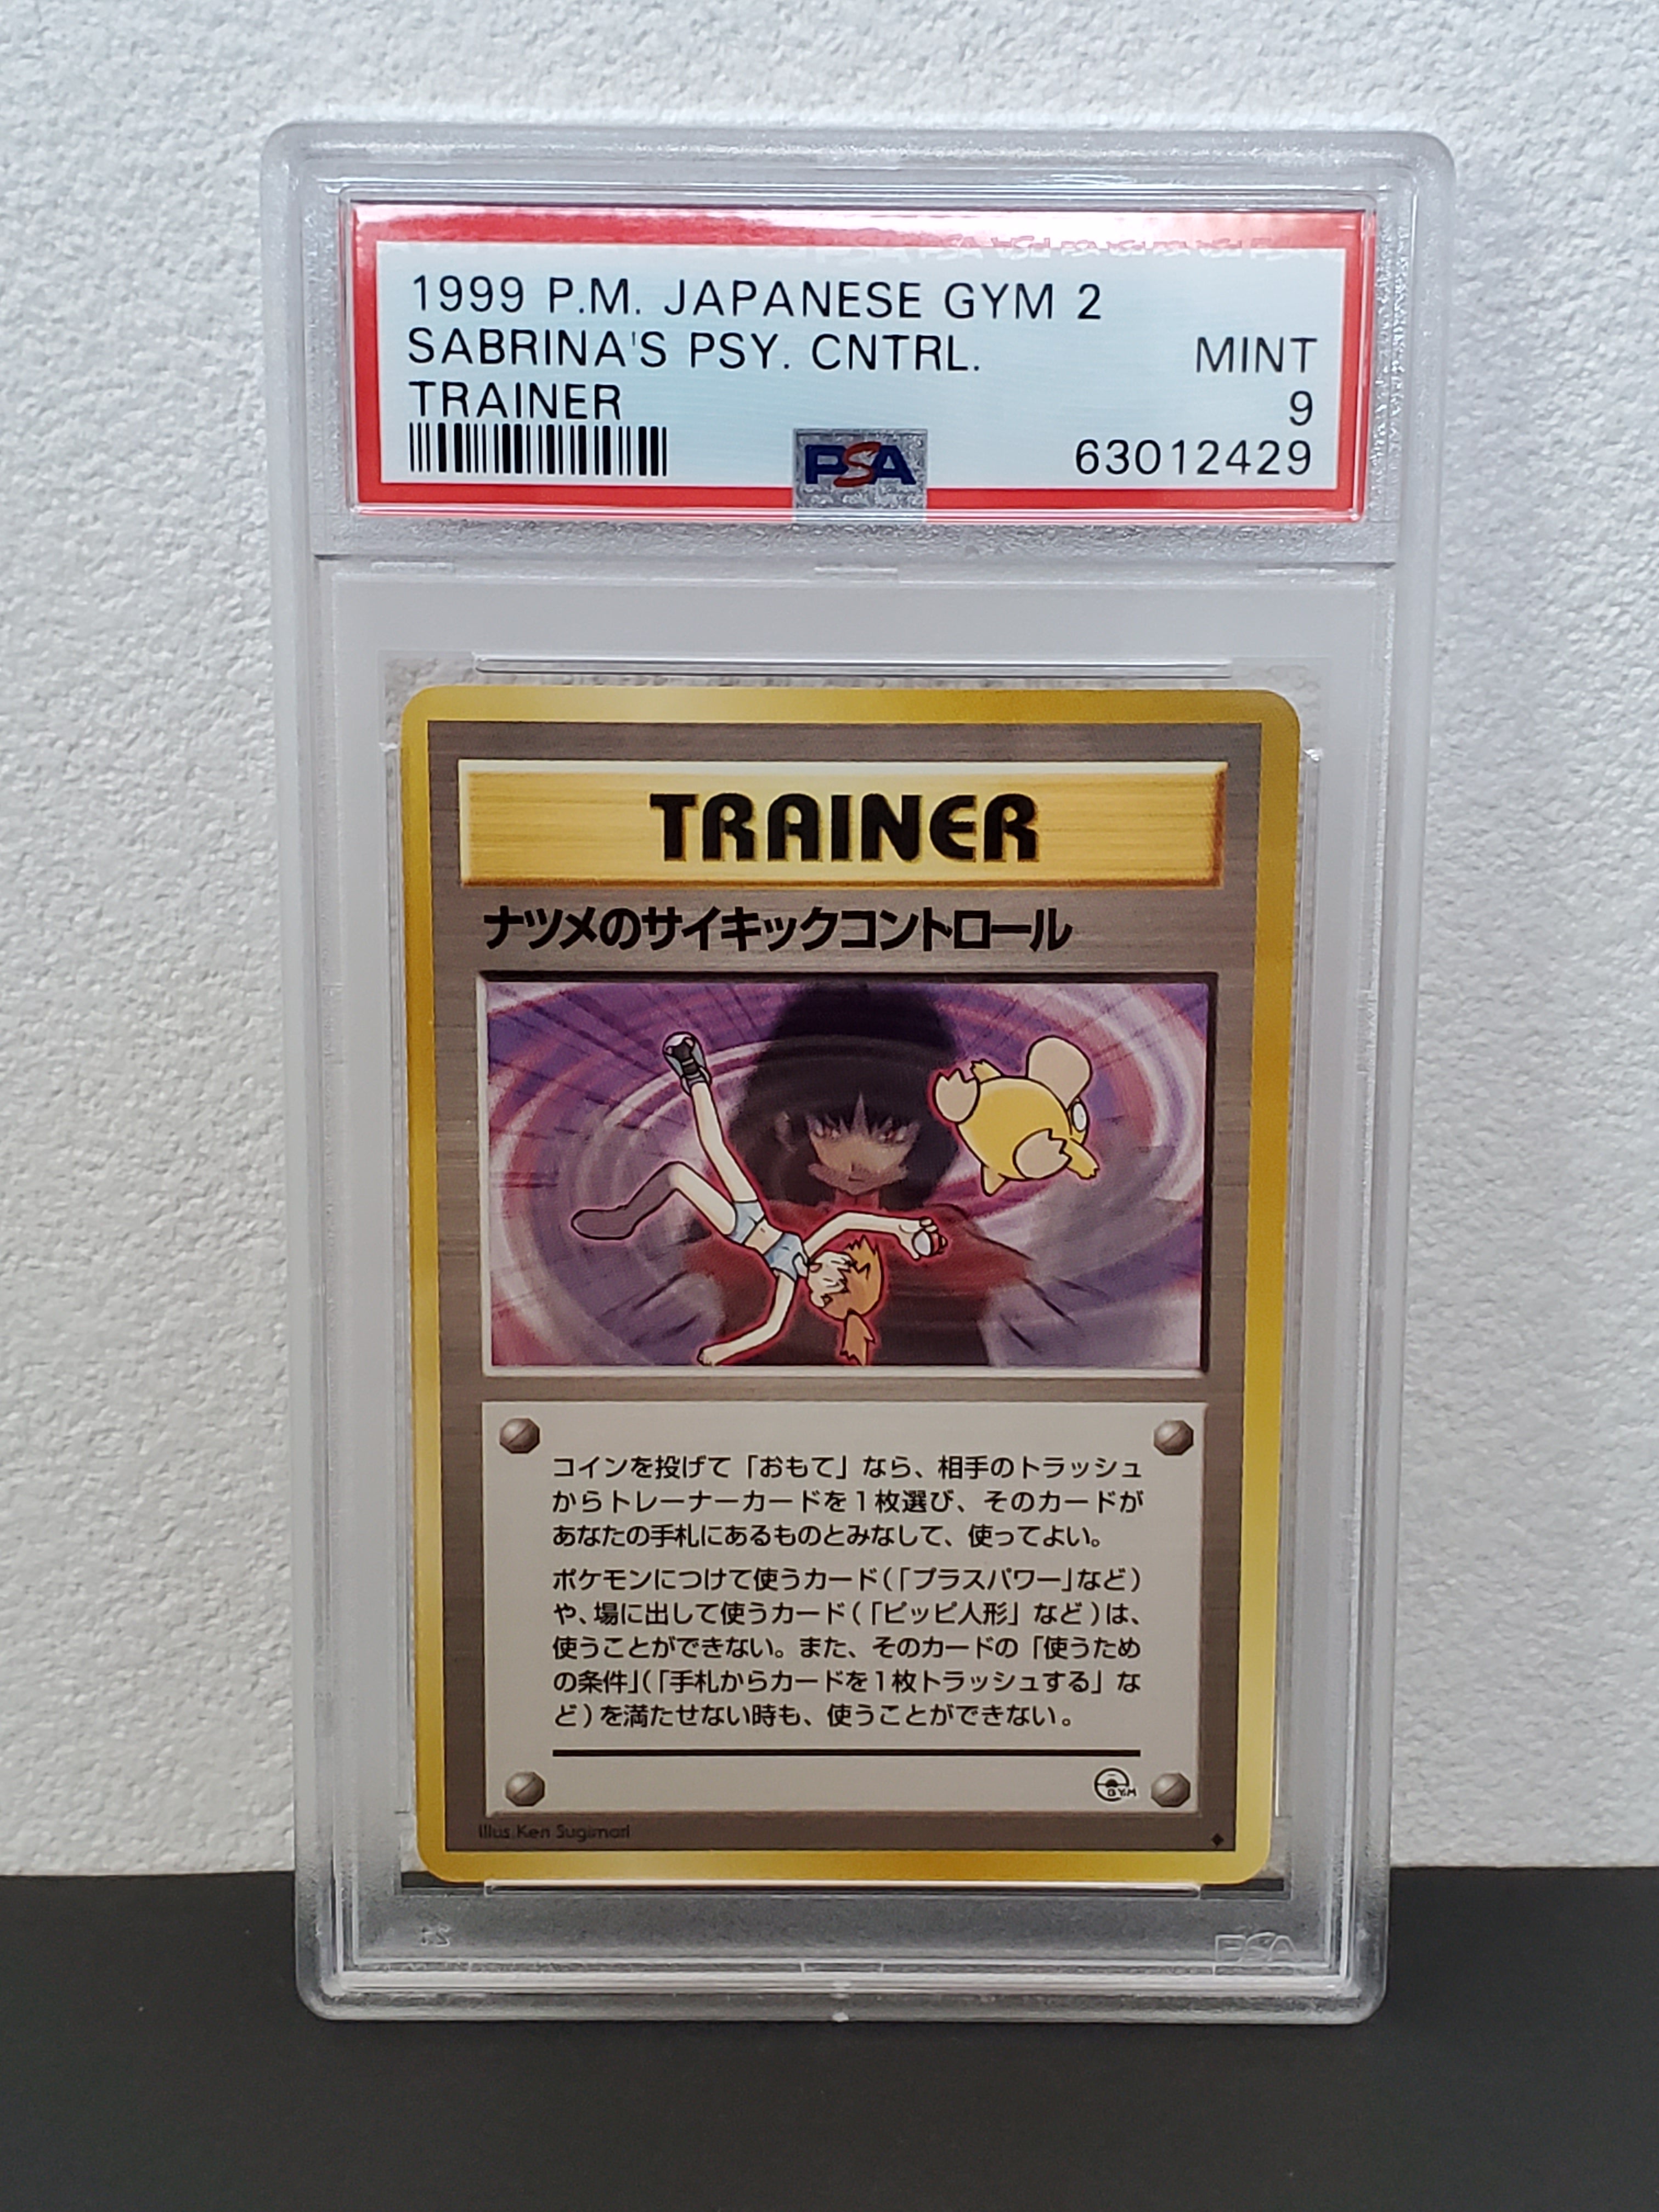 1999 P.M. JAPANESE GYM 2
SABRINA'S PSY. CNTRL.
MINT
TRAINER
9
PSA
63012429
TRAINER
ナツメのサイキックコントロール
コインを投げて「おもて」なら、相手のトラッシュ
からトレーナーカードを1枚選び、そのカードが
あなたの手札にあるものとみなして、使ってよい。
ポケモンにつけて使うカード(「プラスパワー」など)
や、場に出して使うカード(「ピッピ人形」など)は、
使うことができない。また、そのカードの「使うため
の条件」(「手札からカードを1枚トラッシュする」な
ど)を満たせない時も、使うことができない。
GYM
Illus.Ken Sugimori
PSA